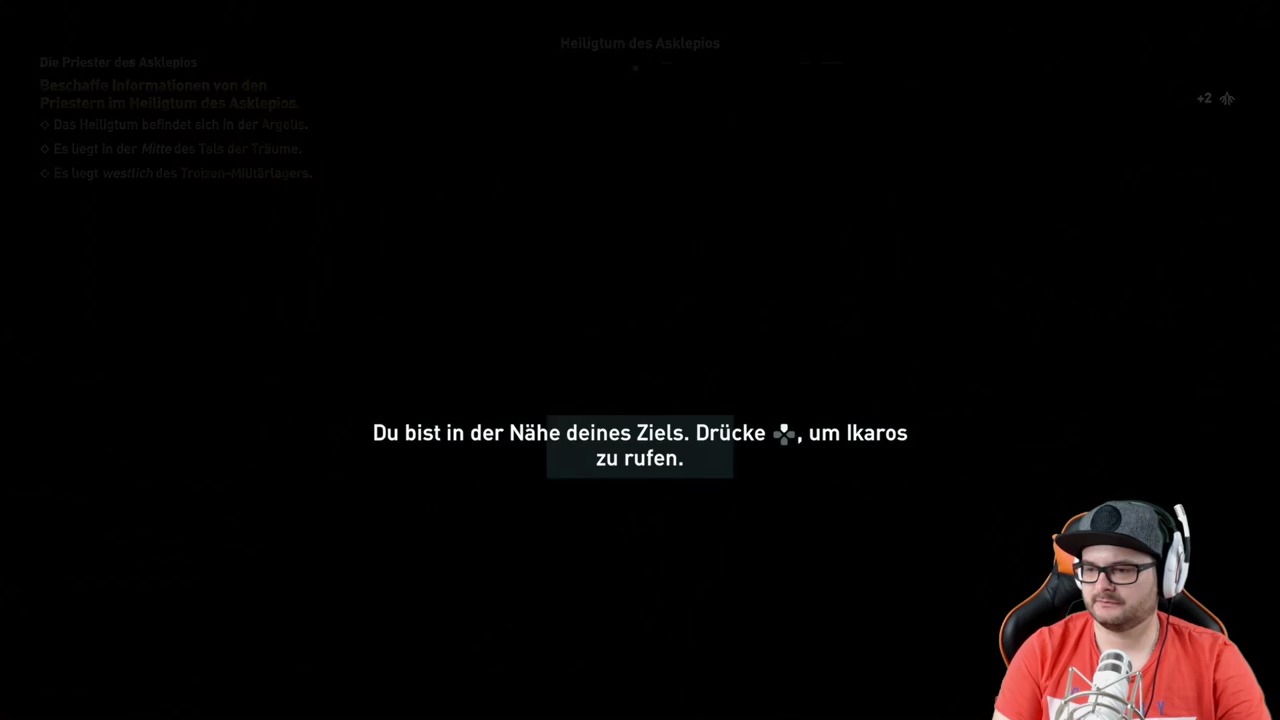 Heiligtum des Asklepios
Die Priester des Asklepios
Beschaffe Informationen von den
Priestern im Heiligtum des Asklepios.
Das Heiligtum befindet sich in der Argolis.
Es liegt in der Mitte des Tals der Träume.
Es liegt westlich des Troizen-Militärlagers.
+2
Du bist in der Nähe deines Ziels. Drücke , um Ikaros
zu rufen.